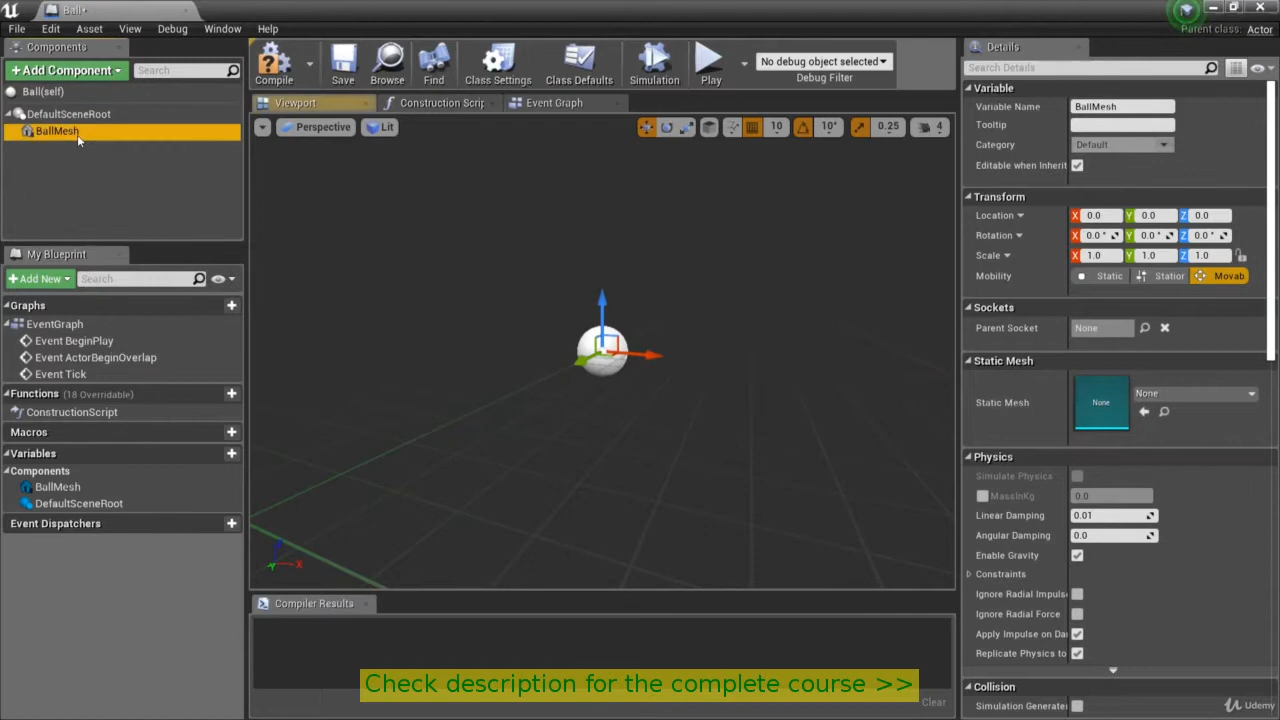 Ball*
File Edit Asset View Window Help
Parent class: Actor
Components
+Add Component
Search
Ball(self)
DefaultSceneRoot
BallMesh
My Blueprint
+Add New
Search
Graphs
EventGraph
Event BeginPlay
Event ActorBeginOverlap
Event Tick
Functions (18 Overridable)
ConstructionScript
Macros
Variables
Components
BallMesh
DefaultSceneRoot
Event Dispatchers
Compile
Save
Browse
Find
Class Settings
Class Defaults
Simulation
Play
No debug object selected
Debug Filter
Viewport
Construction Scrip
Event Graph
Perspective
Lit
10
10°
0.25
4
X
Compiler Results
Clear
Details
Search Details
Variable
Variable Name BallMesh
Tooltip
Category Default
Editable when Inherit
Transform
Location X 0.0 Y 0.0 Z 0.0
Rotation X 0.0 ° Y 0.0 ° Z 0.0 °
Scale X 1.0 Y 1.0 Z 1.0
Mobility Static Station Movab
Sockets
Parent Socket None
Static Mesh
Static Mesh None None
Physics
Simulate Physics
MassInKg 0.0
Linear Damping 0.01
Angular Damping 0.0
Enable Gravity
Constraints
Ignore Radial Impuls
Ignore Radial Force
Apply Impulse on Da
Replicate Physics to
Collision
Simulation Generate
Check description for the complete course >>
Udemy